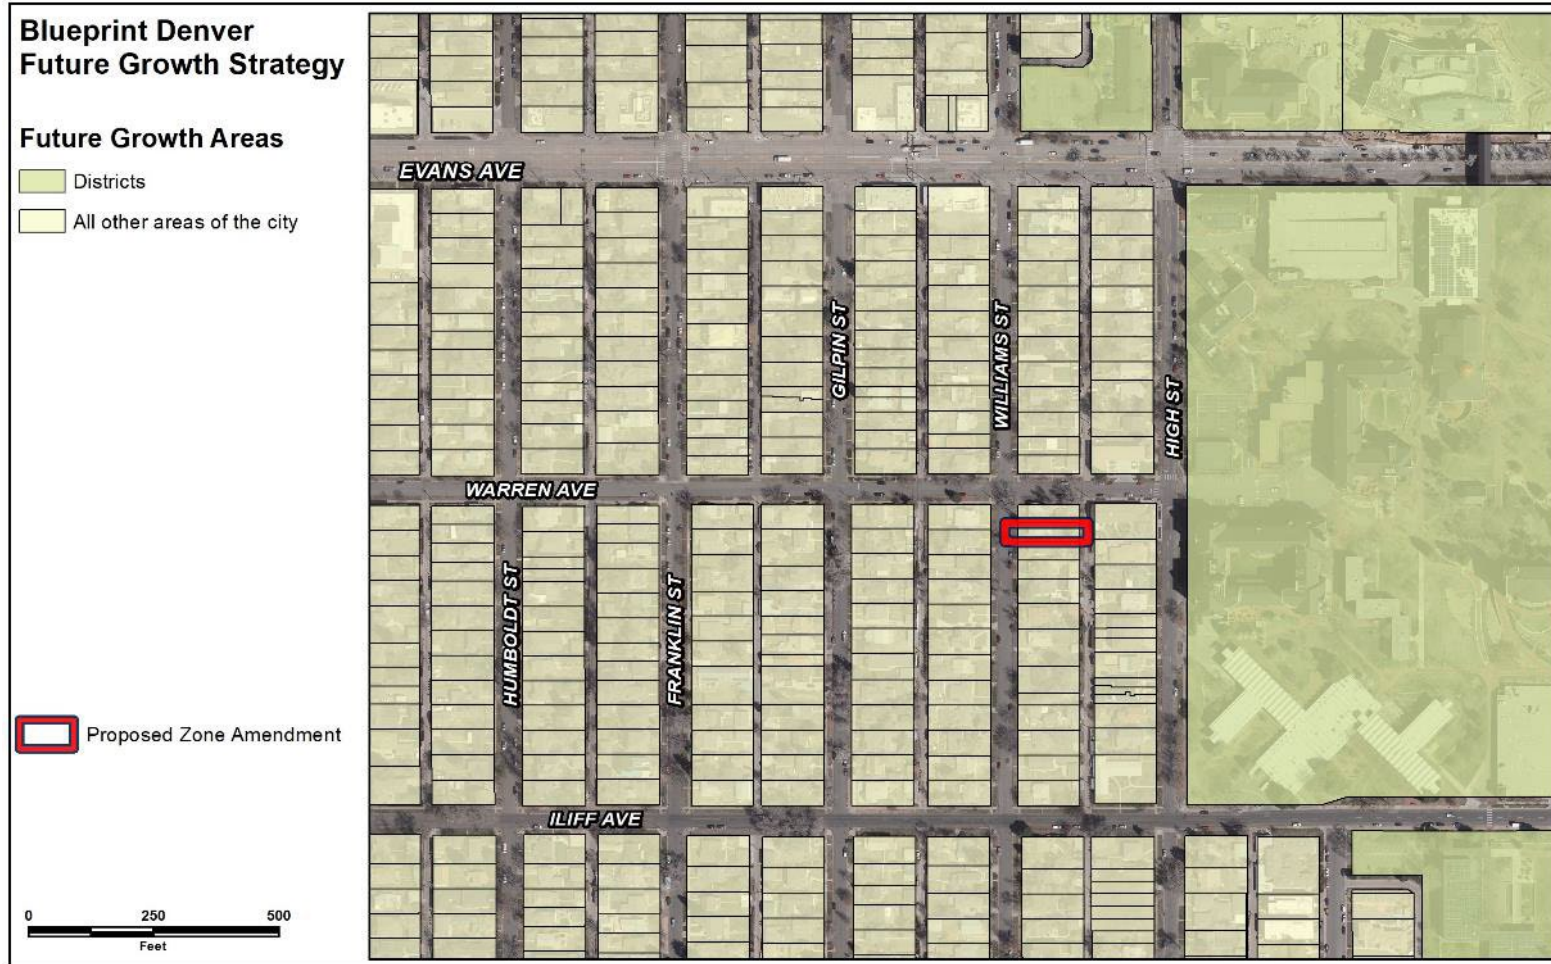 Blueprint Denver
Future Growth Strategy
Future Growth Areas
Districts
All other areas of the city
Proposed Zone Amendment
0 250 500
Feet
EVANS AVE
GILPIN ST
WILLIAMS ST
HIGH ST
WARREN AVE
HUMBOLDT ST
FRANKLIN ST
ILIFF AVE